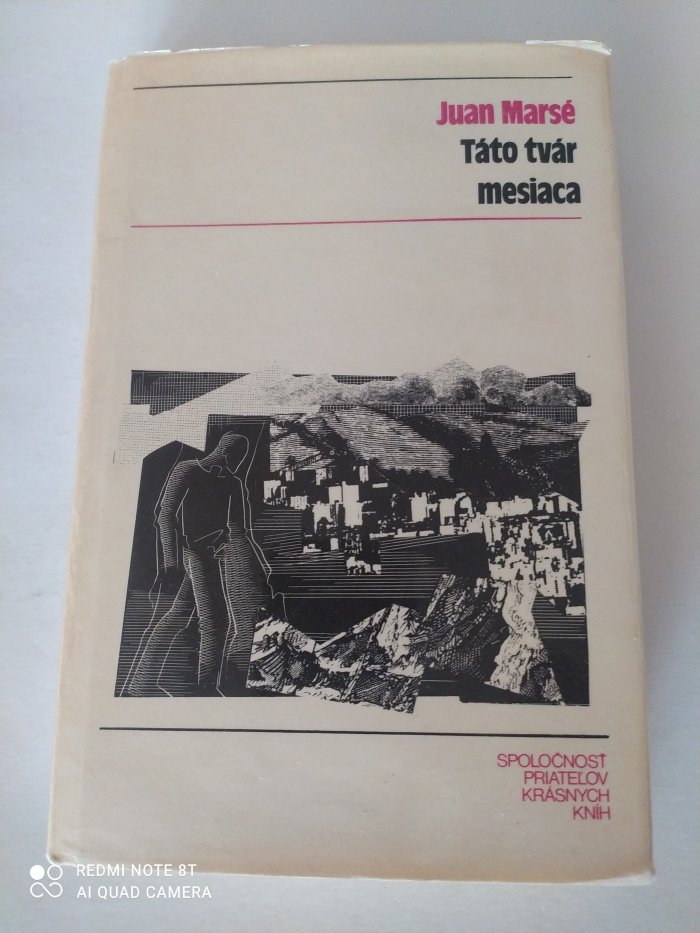 Juan Marsé
Táto tvár
mesiaca
SPOLOČNOSŤ
PRIATEĽOV
KRÁSNYCH
KNÍH
REDMI NOTE 8T
AI QUAD CAMERA